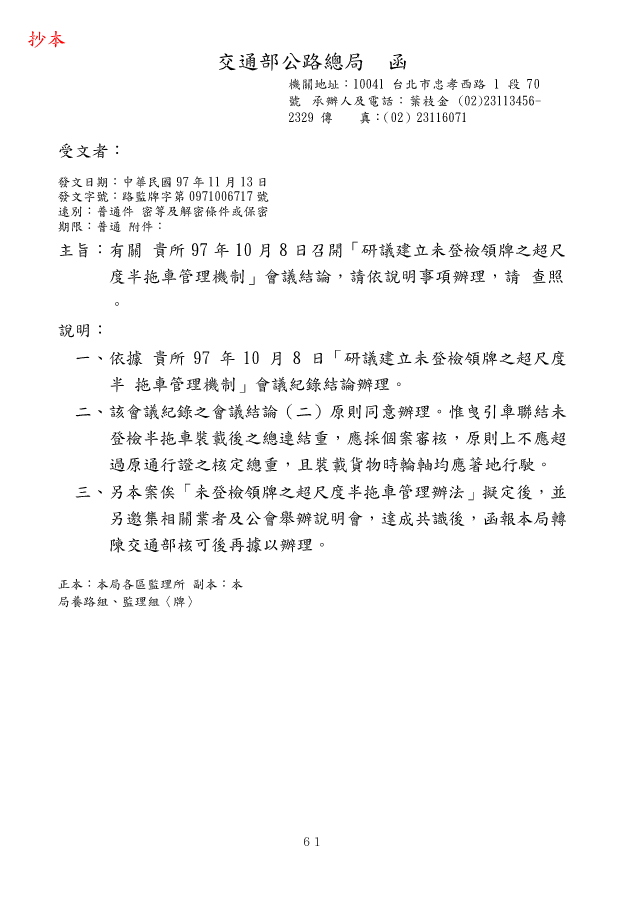 抄本
交通部公路總局　函
機關地址：10041 台北市忠孝西路 1 段 70
號 承辦人及電話：葉枝金 (02)23113456-
2329 傳　真：(02) 23116071
受文者：
發文日期：中華民國 97 年 11 月 13 日
發文字號：路監牌字第 0971006717 號
速別：普通件 密等及解密條件或保密
期限：普通 附件：
主旨：有關 貴所 97 年 10 月 8 日召開「研議建立未登檢領牌之超尺
度半拖車管理機制」會議結論，請依說明事項辦理，請 查照
。
說明：
一、依據 貴所 97 年 10 月 8 日「研議建立未登檢領牌之超尺度
半 拖車管理機制」會議紀錄結論辦理。
二、該會議紀錄之會議結論（二）原則同意辦理。惟曳引車聯結未
登檢半拖車裝載後之總連結重，應採個案審核，原則上不應超
過原通行證之核定總重，且裝載貨物時輪軸均應著地行駛。
三、另本案俟「未登檢領牌之超尺度半拖車管理辦法」擬定後，並
另邀集相關業者及公會舉辦說明會，達成共識後，函報本局轉
陳交通部核可後再據以辦理。
正本：本局各區監理所 副本：本
局養路組、監理組〈牌〉
61